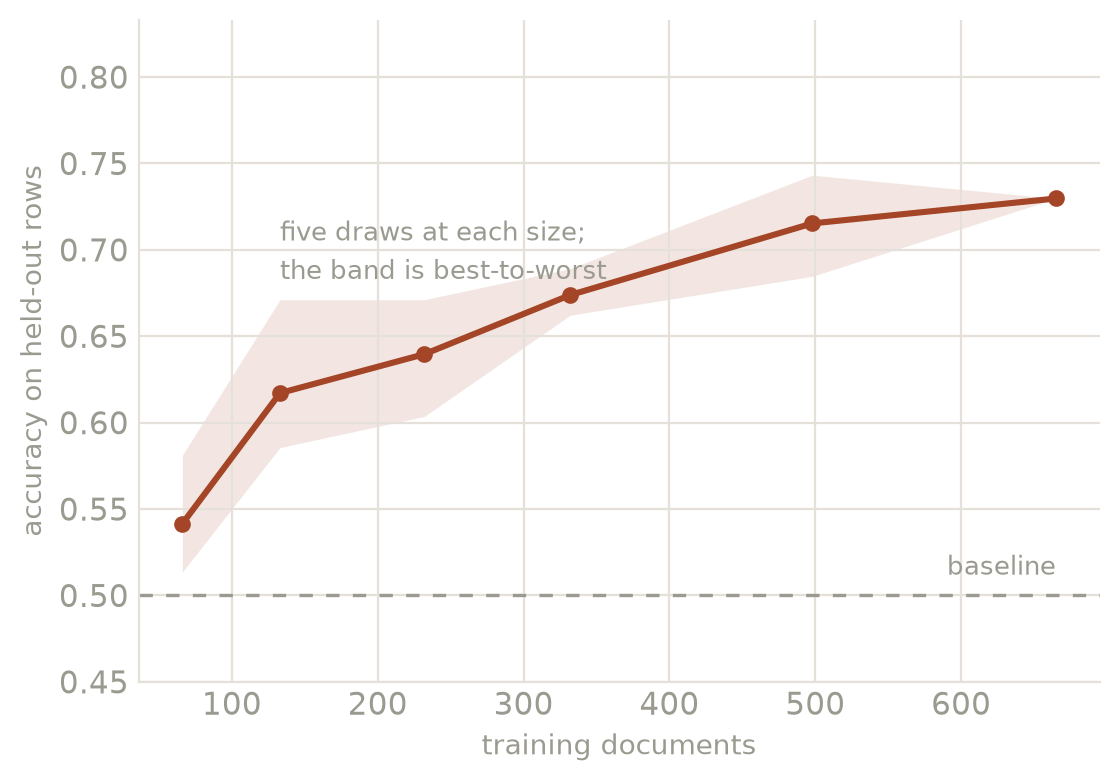 0.80
0.75
0.70
0.65
0.60
0.55
0.50
0.45
accuracy on held-out rows
five draws at each size;
the band is best-to-worst
baseline
100 200 300 400 500 600
training documents